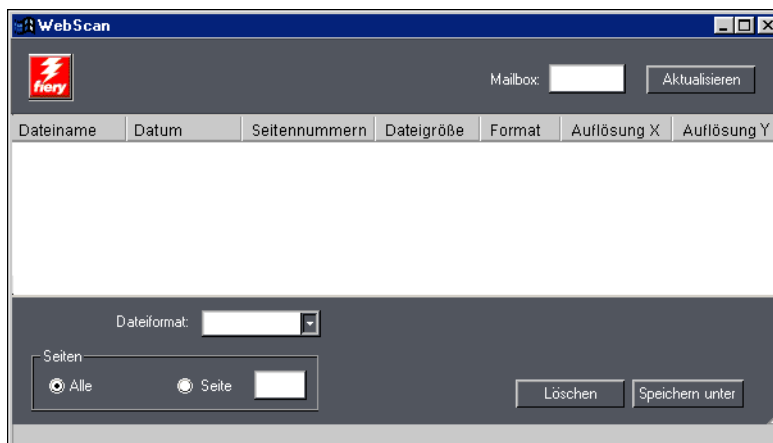 WebScan
fiery
Mailbox: Aktualisieren
Dateiname Datum Seitennummern Dateigröße Format Auflösung X Auflösung Y
Dateiformat:
Seiten
Alle Seite
Löschen Speichern unter